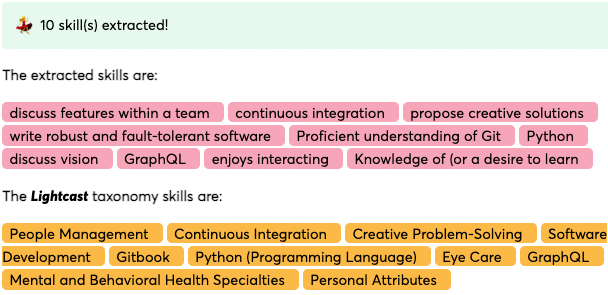 10 skill(s) extracted!
The extracted skills are:
discuss features within a team continuous integration propose creative solutions
write robust and fault-tolerant software Proficient understanding of Git Python
discuss vision GraphQL enjoys interacting Knowledge of (or a desire to learn
The Lightcast taxonomy skills are:
People Management Continuous Integration Creative Problem-Solving Software
Development Gitbook Python (Programming Language) Eye Care GraphQL
Mental and Behavioral Health Specialties Personal Attributes